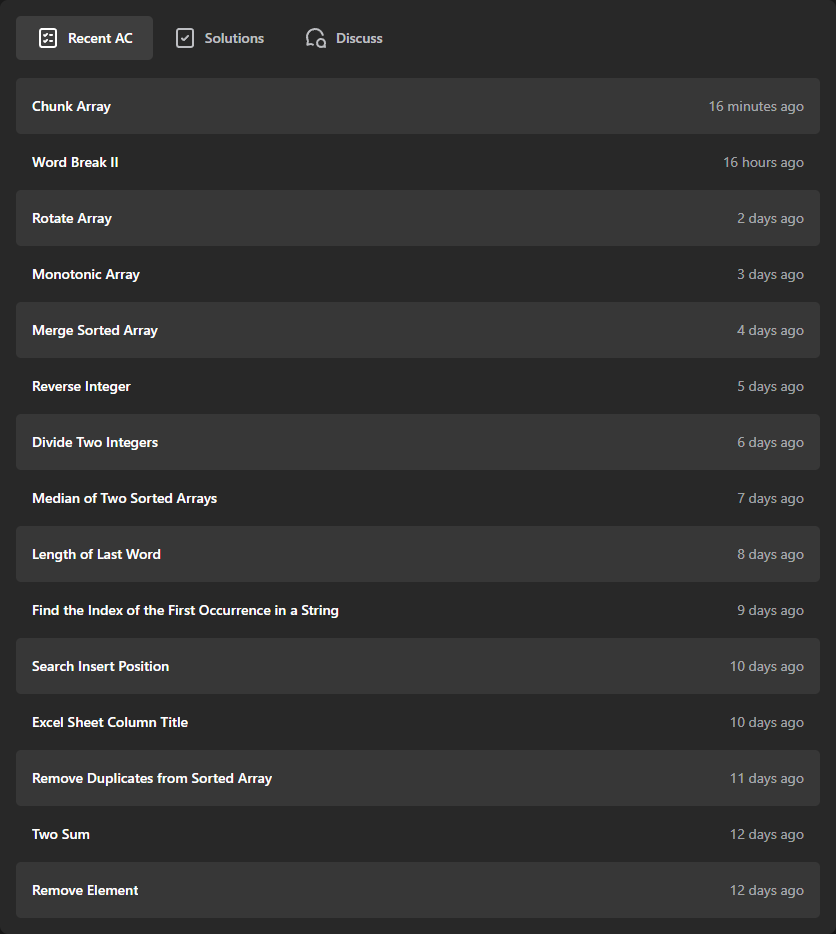 Recent AC Solutions Discuss
Chunk Array 16 minutes ago
Word Break II 16 hours ago
Rotate Array 2 days ago
Monotonic Array 3 days ago
Merge Sorted Array 4 days ago
Reverse Integer 5 days ago
Divide Two Integers 6 days ago
Median of Two Sorted Arrays 7 days ago
Length of Last Word 8 days ago
Find the Index of the First Occurrence in a String 9 days ago
Search Insert Position 10 days ago
Excel Sheet Column Title 10 days ago
Remove Duplicates from Sorted Array 11 days ago
Two Sum 12 days ago
Remove Element 12 days ago